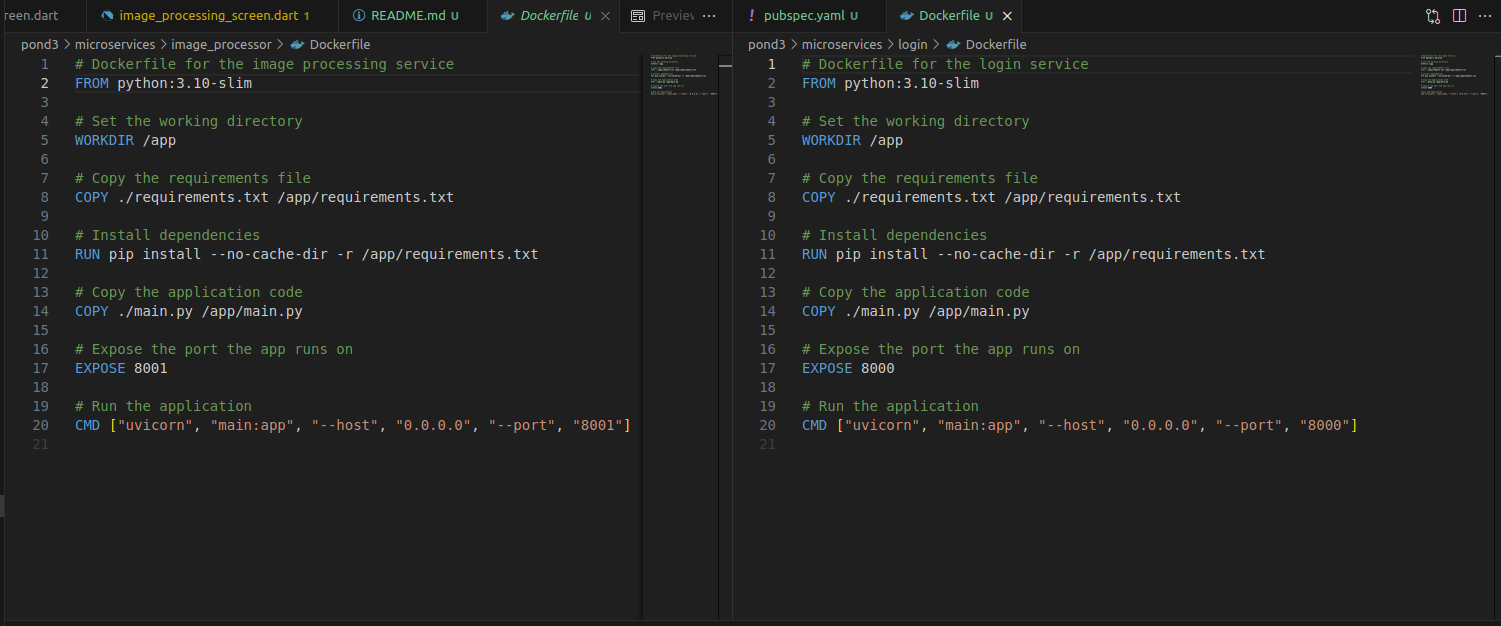 reen.dart
image_processing_screen.dart 1
README.md U
Dockerfile U
Preview
pond3 > microservices > image_processor > Dockerfile
1 # Dockerfile for the image processing service
2 FROM python:3.10-slim
3
4 # Set the working directory
5 WORKDIR /app
6
7 # Copy the requirements file
8 COPY ./requirements.txt /app/requirements.txt
9
10 # Install dependencies
11 RUN pip install --no-cache-dir -r /app/requirements.txt
12
13 # Copy the application code
14 COPY ./main.py /app/main.py
15
16 # Expose the port the app runs on
17 EXPOSE 8001
18
19 # Run the application
20 CMD ["uvicorn", "main:app", "--host", "0.0.0.0", "--port", "8001"]
21
! pubspec.yaml U
Dockerfile U
pond3 > microservices > login > Dockerfile
1 # Dockerfile for the login service
2 FROM python:3.10-slim
3
4 # Set the working directory
5 WORKDIR /app
6
7 # Copy the requirements file
8 COPY ./requirements.txt /app/requirements.txt
9
10 # Install dependencies
11 RUN pip install --no-cache-dir -r /app/requirements.txt
12
13 # Copy the application code
14 COPY ./main.py /app/main.py
15
16 # Expose the port the app runs on
17 EXPOSE 8000
18
19 # Run the application
20 CMD ["uvicorn", "main:app", "--host", "0.0.0.0", "--port", "8000"]
21